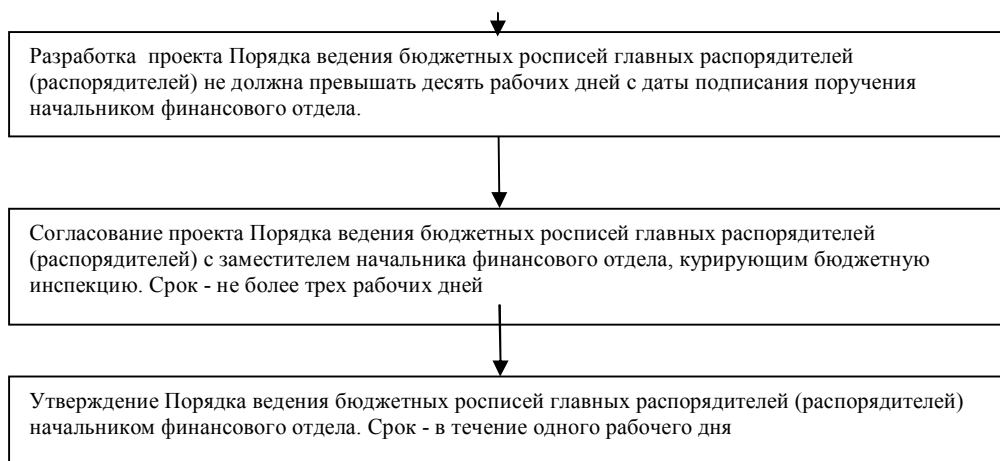 Разработка  проекта Порядка ведения бюджетных росписей главных распорядителей
(распорядителей) не должна превышать десять рабочих дней с даты подписания поручения
начальником финансового отдела.
Согласование проекта Порядка ведения бюджетных росписей главных распорядителей
(распорядителей) с заместителем начальника финансового отдела, курирующим бюджетную
инспекцию. Срок - не более трех рабочих дней
Утверждение Порядка ведения бюджетных росписей главных распорядителей (распорядителей)
начальником финансового отдела. Срок - в течение одного рабочего дня